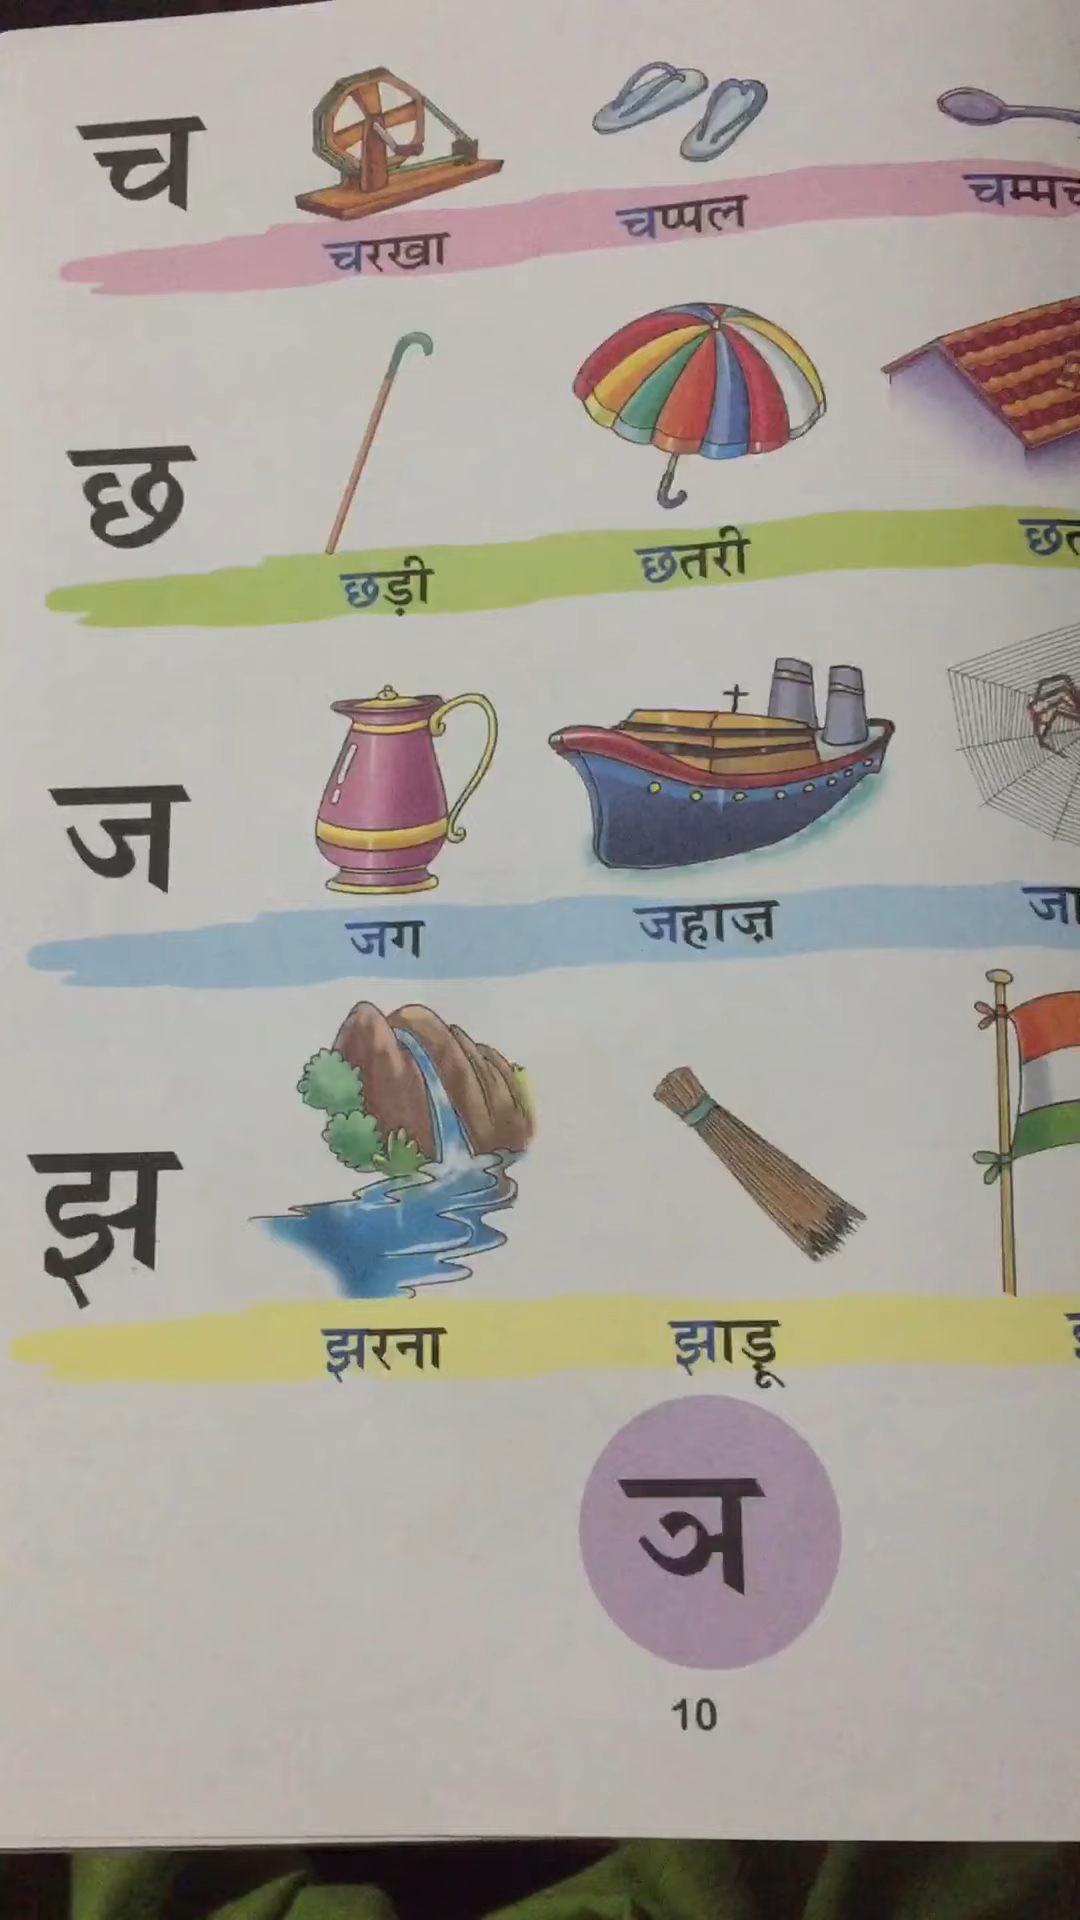 च
चरखा चप्पल
छ
छड़ी छतरी
ज
जग जहाज़
झ
झरना झाड़ू
ञ
10